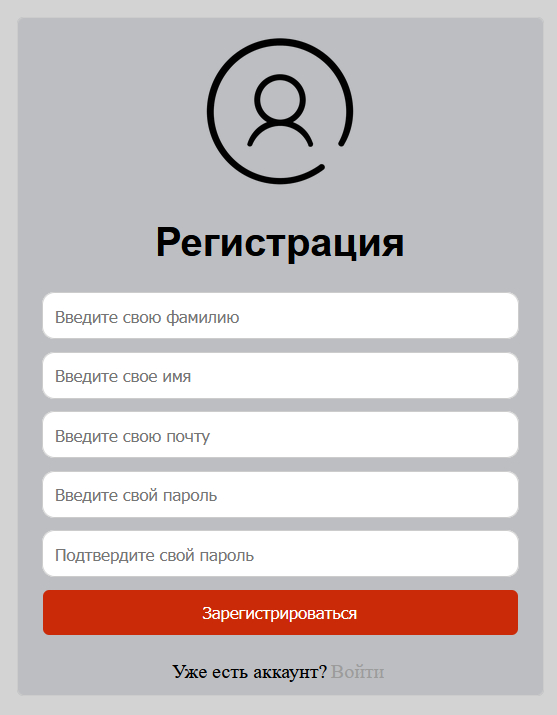 Регистрация
Введите свою фамилию
Введите свое имя
Введите свою почту
Введите свой пароль
Подтвердите свой пароль
Зарегистрироваться
Уже есть аккаунт? Войти